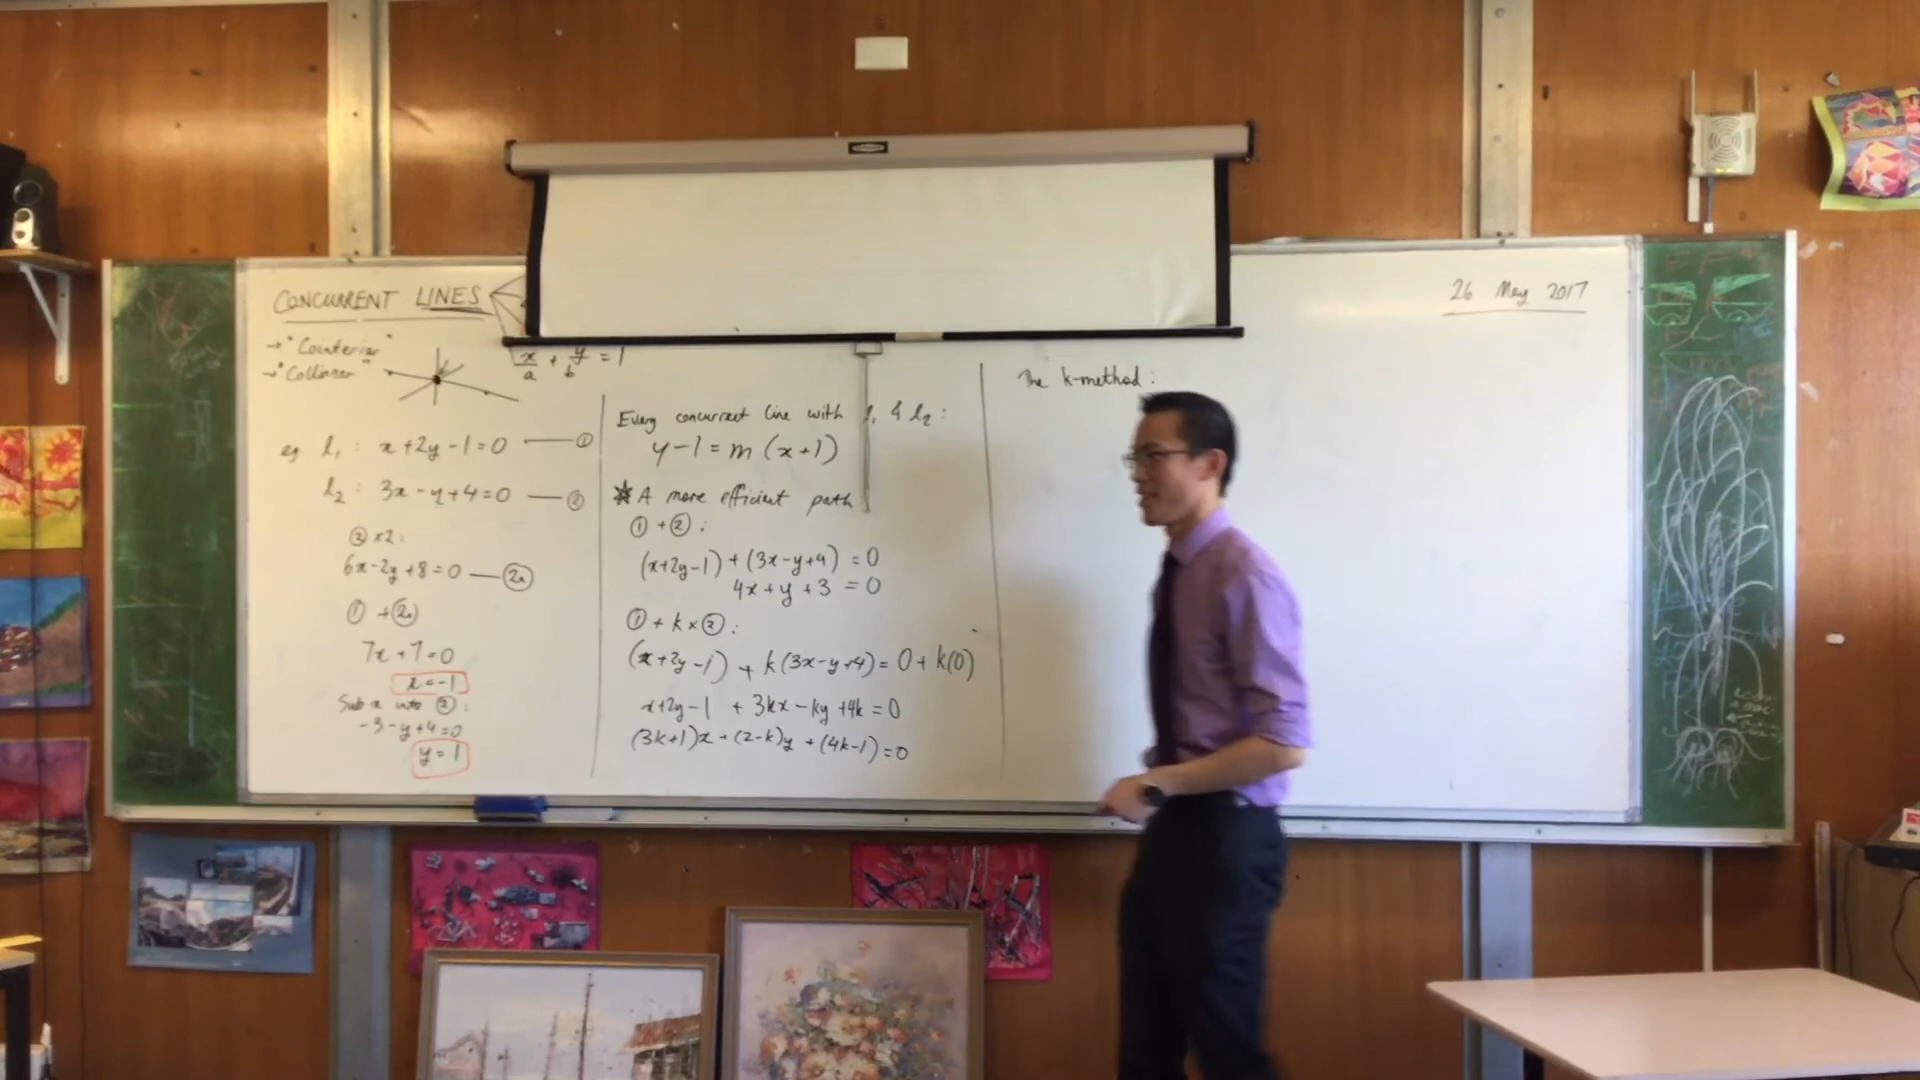 CONCURRENT LINES
→ "Counterior"
→ "Collinear
x/a + y/b = 1
eg l₁ : x+2y-1=0 —— ①
l₂ : 3x-y+4=0 —— ②
② x2:
6x-2y+8=0 —— 2a
① + 2a
7x+7=0
x=-1
Sub x into ② :
-3-y+4=0
y=1
Every concurrent line with l₁ & l₂ :
y-1=m(x+1)
A more efficient path
① + ② :
(x+2y-1)+(3x-y+4)=0
4x+y+3=0
① + k x ② :
(x+2y-1) + k(3x-y+4)=0+k(0)
x+2y-1 + 3kx-ky+4k=0
(3k+1)x+(2-k)y+(4k-1)=0
The k-method :
26 May 2017